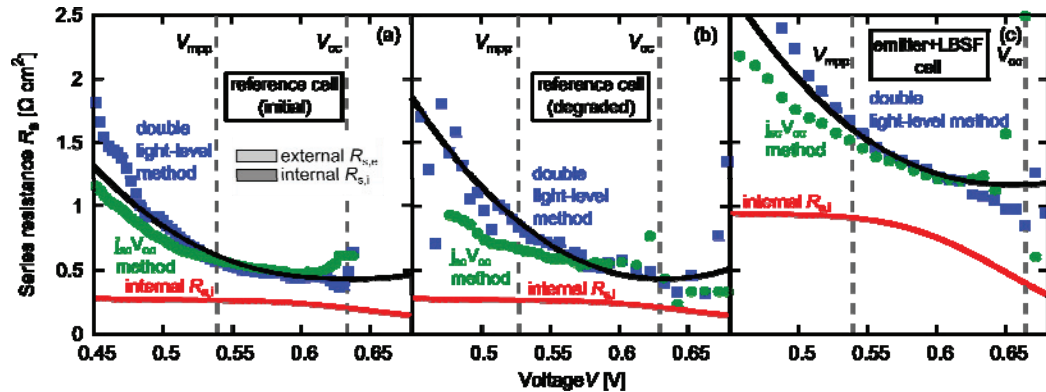 2.5
2
1.5
1
0.5
0
Series resistance Rs [Ω cm²]
Vmpp
Voc
(a)
reference cell
(initial)
double
light-level
method
external Rs,e
internal Rs,i
jscVoc
method
internal Rs,i
0.45
0.5
0.55
0.6
0.65
Vmpp
Voc
(b)
reference cell
(degraded)
double
light-level
method
jscVoc
method
internal Rs,i
0.5
0.55
0.6
0.65
Voltage V [V]
(c)
Vmpp
emitter+LBSF
cell
Voc
double
light-level method
jscVoc
method
internal Rs,i
0.5
0.55
0.6
0.65